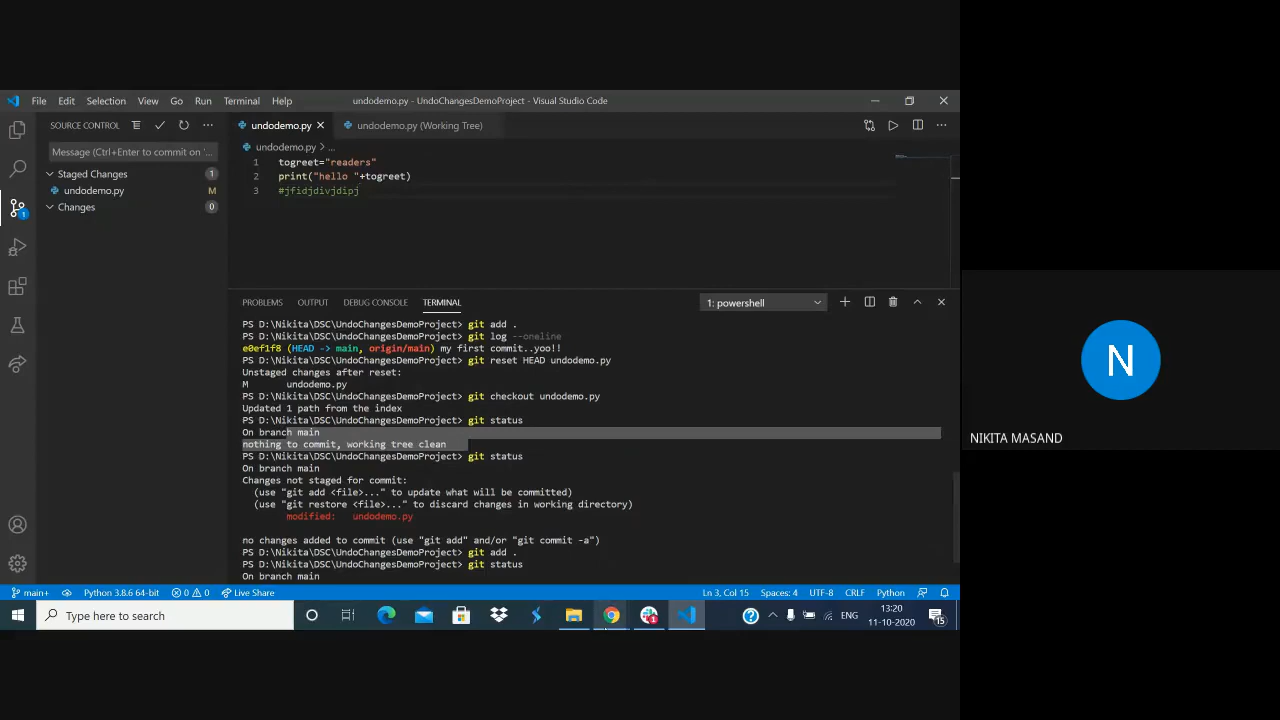 File Edit Selection View Go Run Terminal Help
undodemo.py - UndoChangesDemoProject - Visual Studio Code
SOURCE CONTROL
Message (Ctrl+Enter to commit on '...
Staged Changes 1
undodemo.py M
Changes 0
1
undodemo.py
undodemo.py (Working Tree)
undodemo.py > ...
1 togreet="readers"
2 print("hello "+togreet)
3 #jfidjdivjdipj
PROBLEMS OUTPUT DEBUG CONSOLE TERMINAL
1: powershell
PS D:\Nikita\DSC\UndoChangesDemoProject> git add .
PS D:\Nikita\DSC\UndoChangesDemoProject> git log --oneline
e0ef1f8 (HEAD -> main, origin/main) my first commit..yoo!!
PS D:\Nikita\DSC\UndoChangesDemoProject> git reset HEAD undodemo.py
Unstaged changes after reset:
M undodemo.py
PS D:\Nikita\DSC\UndoChangesDemoProject> git checkout undodemo.py
Updated 1 path from the index
PS D:\Nikita\DSC\UndoChangesDemoProject> git status
On branch main
nothing to commit, working tree clean
PS D:\Nikita\DSC\UndoChangesDemoProject> git status
On branch main
Changes not staged for commit:
(use "git add <file>..." to update what will be committed)
(use "git restore <file>..." to discard changes in working directory)
modified: undodemo.py
no changes added to commit (use "git add" and/or "git commit -a")
PS D:\Nikita\DSC\UndoChangesDemoProject> git add .
PS D:\Nikita\DSC\UndoChangesDemoProject> git status
On branch main
main+ Python 3.8.6 64-bit 0 0 Live Share
Ln 3, Col 15 Spaces: 4 UTF-8 CRLF Python
Type here to search
1
ENG
13:20
11-10-2020
15
N
NIKITA MASAND